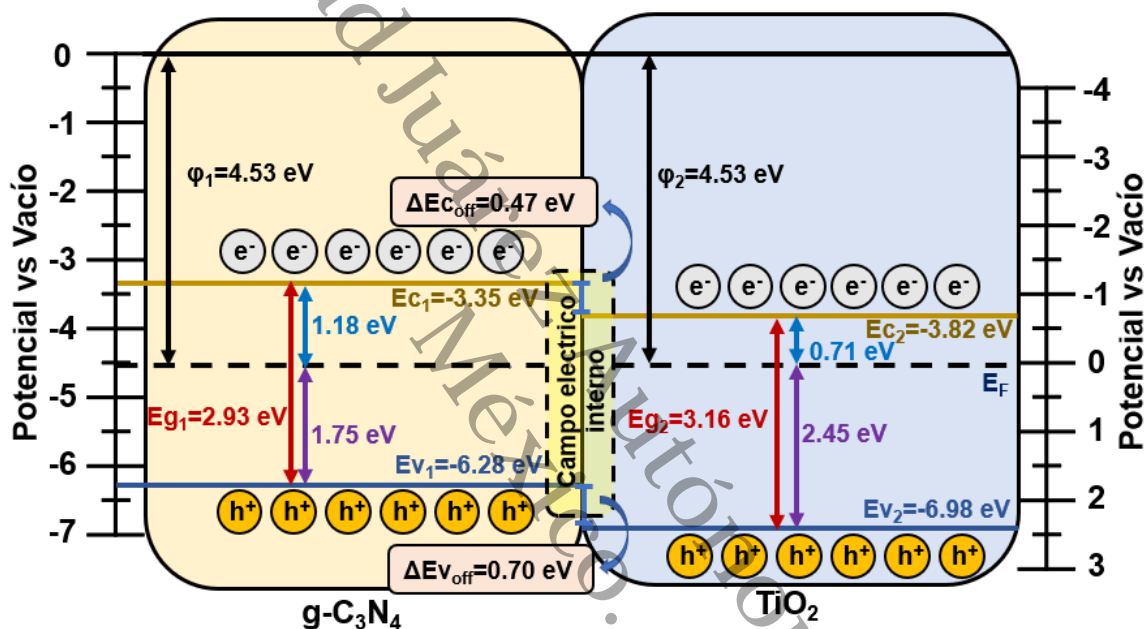 Potencial vs Vacío
0
-1
-2
-3
-4
-5
-6
-7
φ₁=4.53 eV
ΔEcoff=0.47 eV
e⁻ e⁻ e⁻ e⁻ e⁻ e⁻
Ec₁=-3.35 eV
1.18 eV
Eg₁=2.93 eV
1.75 eV
Ev₁=-6.28 eV
h⁺ h⁺ h⁺ h⁺ h⁺ h⁺
ΔEvoff=0.70 eV
g-C₃N₄
Campo electrico
interno
φ₂=4.53 eV
e⁻ e⁻ e⁻ e⁻ e⁻ e⁻
Ec₂=-3.82 eV
0.71 eV
EF
Eg₂=3.16 eV
2.45 eV
Ev₂=-6.98 eV
h⁺ h⁺ h⁺ h⁺ h⁺ h⁺
TiO₂
-4
-3
-2
-1
0
1
2
3
Potencial vs Vacío
d Juárez Autónom
México.